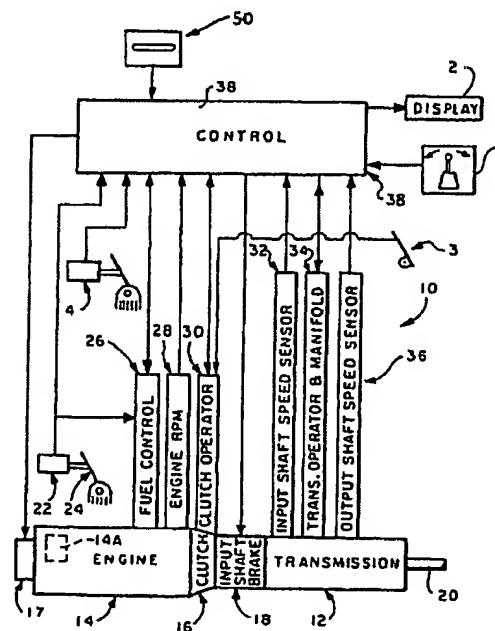 50
38
CONTROL
2
DISPLAY
38
4
3
10
26
28
30
32
34
36
FUEL CONTROL
ENGINE RPM
CLUTCH OPERATOR
INPUT SHAFT SPEED SENSOR
TRANS. OPERATOR & MANIFOLD
OUTPUT SHAFT SPEED SENSOR
22
24
14A
ENGINE
CLUTCH
INPUT SHAFT BRAKE
TRANSMISSION
17
14
16
18
12
20